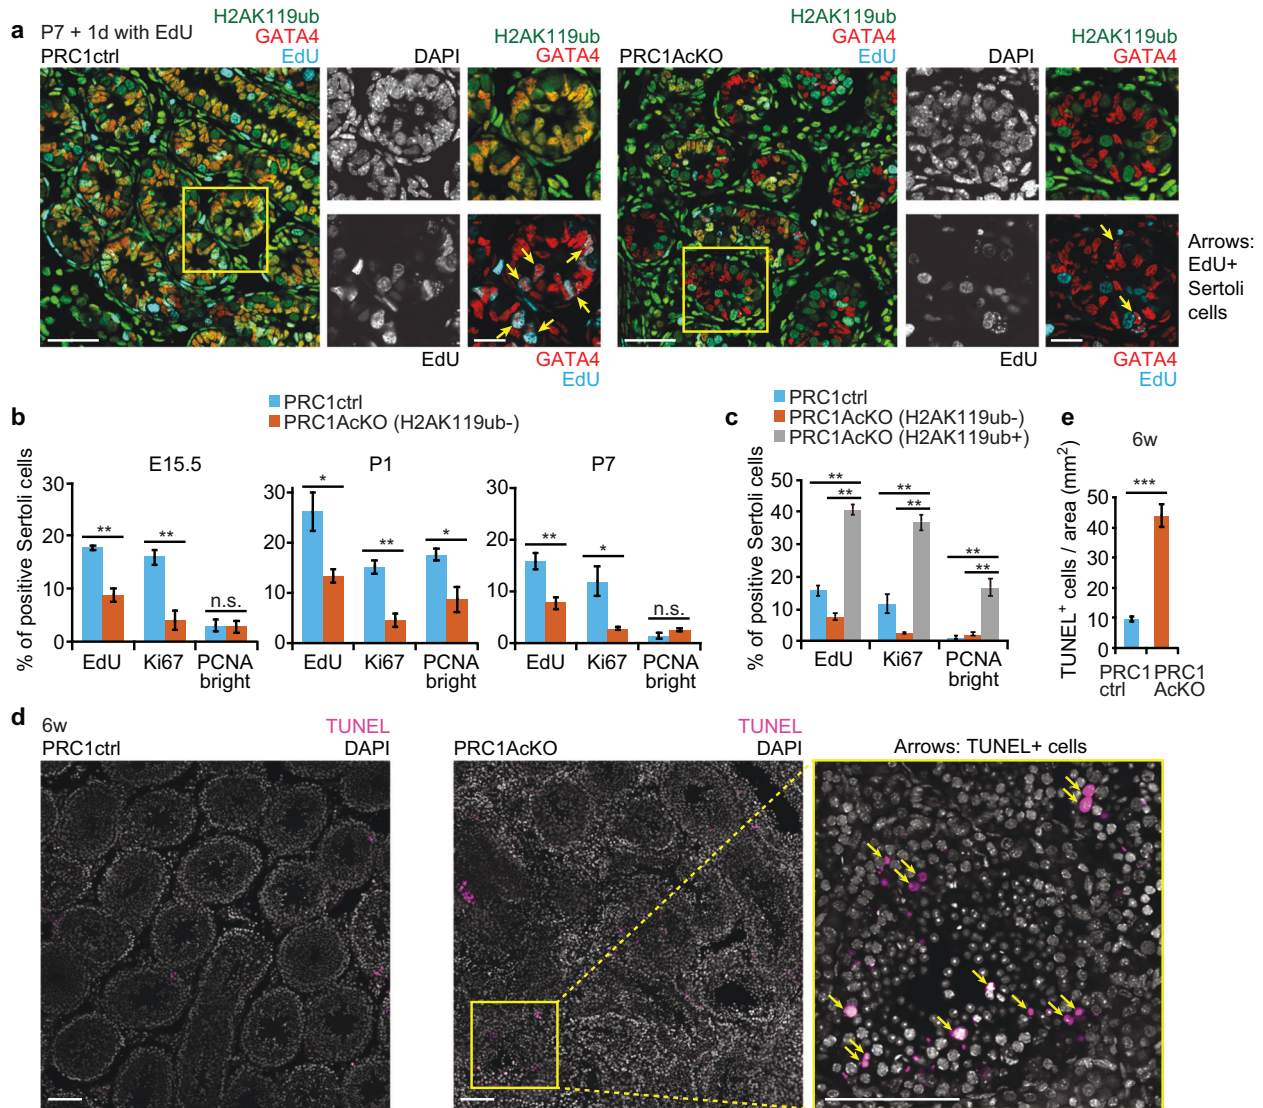 a
P7 + 1d with EdU
PRC1ctrl
H2AK119ub
GATA4
EdU
DAPI
H2AK119ub
GATA4
EdU
GATA4
EdU
PRC1AcKO
H2AK119ub
GATA4
EdU
DAPI
H2AK119ub
GATA4
EdU
GATA4
EdU
Arrows:
EdU+
Sertoli
cells
b
PRC1ctrl
PRC1AcKO (H2AK119ub-)
% of positive Sertoli cells
E15.5
30
20
10
0
**
**
n.s.
EdU
Ki67
PCNA
bright
P1
30
20
10
0
*
**
*
EdU
Ki67
PCNA
bright
P7
30
20
10
0
**
*
n.s.
EdU
Ki67
PCNA
bright
c
PRC1ctrl
PRC1AcKO (H2AK119ub-)
PRC1AcKO (H2AK119ub+)
% of positive Sertoli cells
50
40
30
20
10
0
**
**
**
**
**
**
EdU
Ki67
PCNA
bright
e
6w
TUNEL+ cells / area (mm2)
50
40
30
20
10
0
***
PRC1
ctrl
PRC1
AcKO
d
6w
PRC1ctrl
TUNEL
DAPI
PRC1AcKO
TUNEL
DAPI
Arrows: TUNEL+ cells